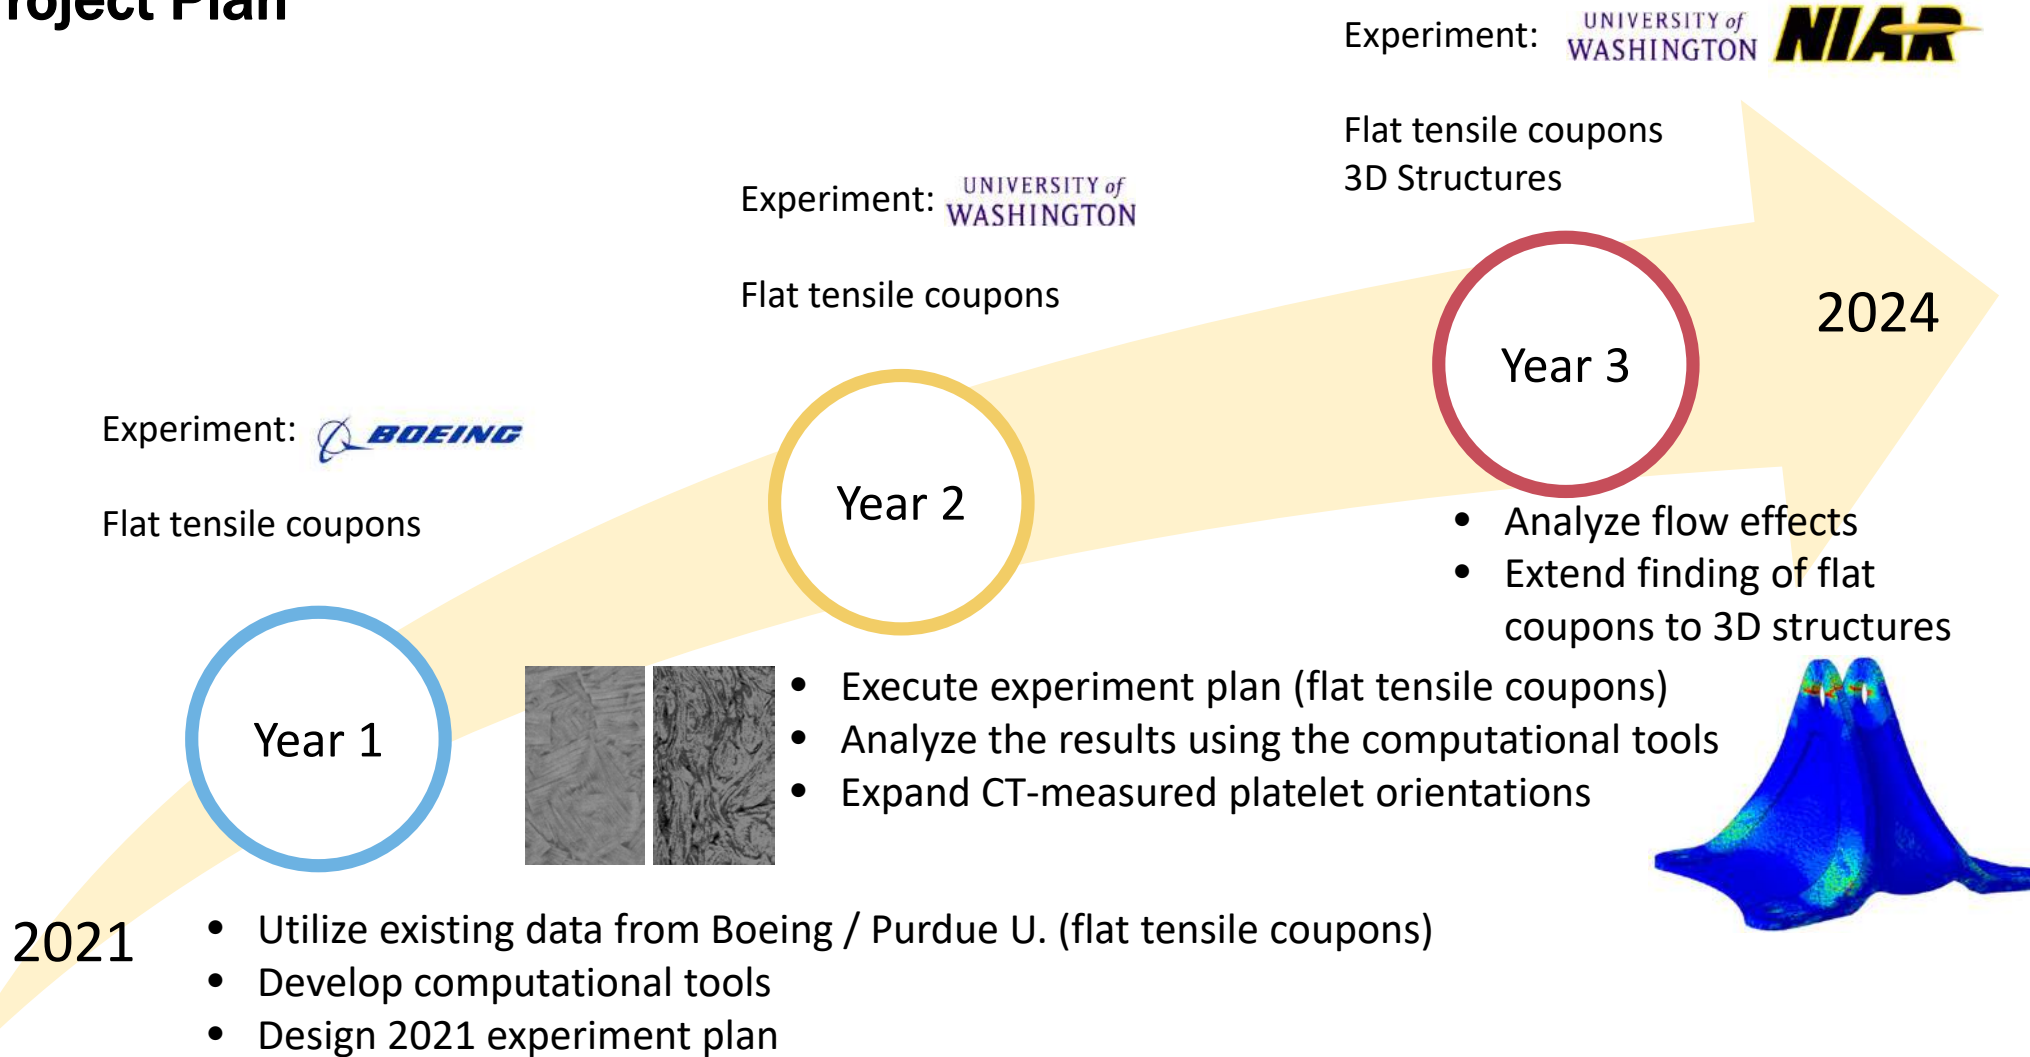 roject Plan
Experiment: UNIVERSITY of WASHINGTON NIAR
Flat tensile coupons
3D Structures
Experiment: UNIVERSITY of WASHINGTON
Flat tensile coupons
2024
Year 3
Experiment: BOEING
Flat tensile coupons
Year 2
• Analyze flow effects
• Extend finding of flat
coupons to 3D structures
Year 1
• Execute experiment plan (flat tensile coupons)
• Analyze the results using the computational tools
• Expand CT-measured platelet orientations
2021
• Utilize existing data from Boeing / Purdue U. (flat tensile coupons)
• Develop computational tools
• Design 2021 experiment plan